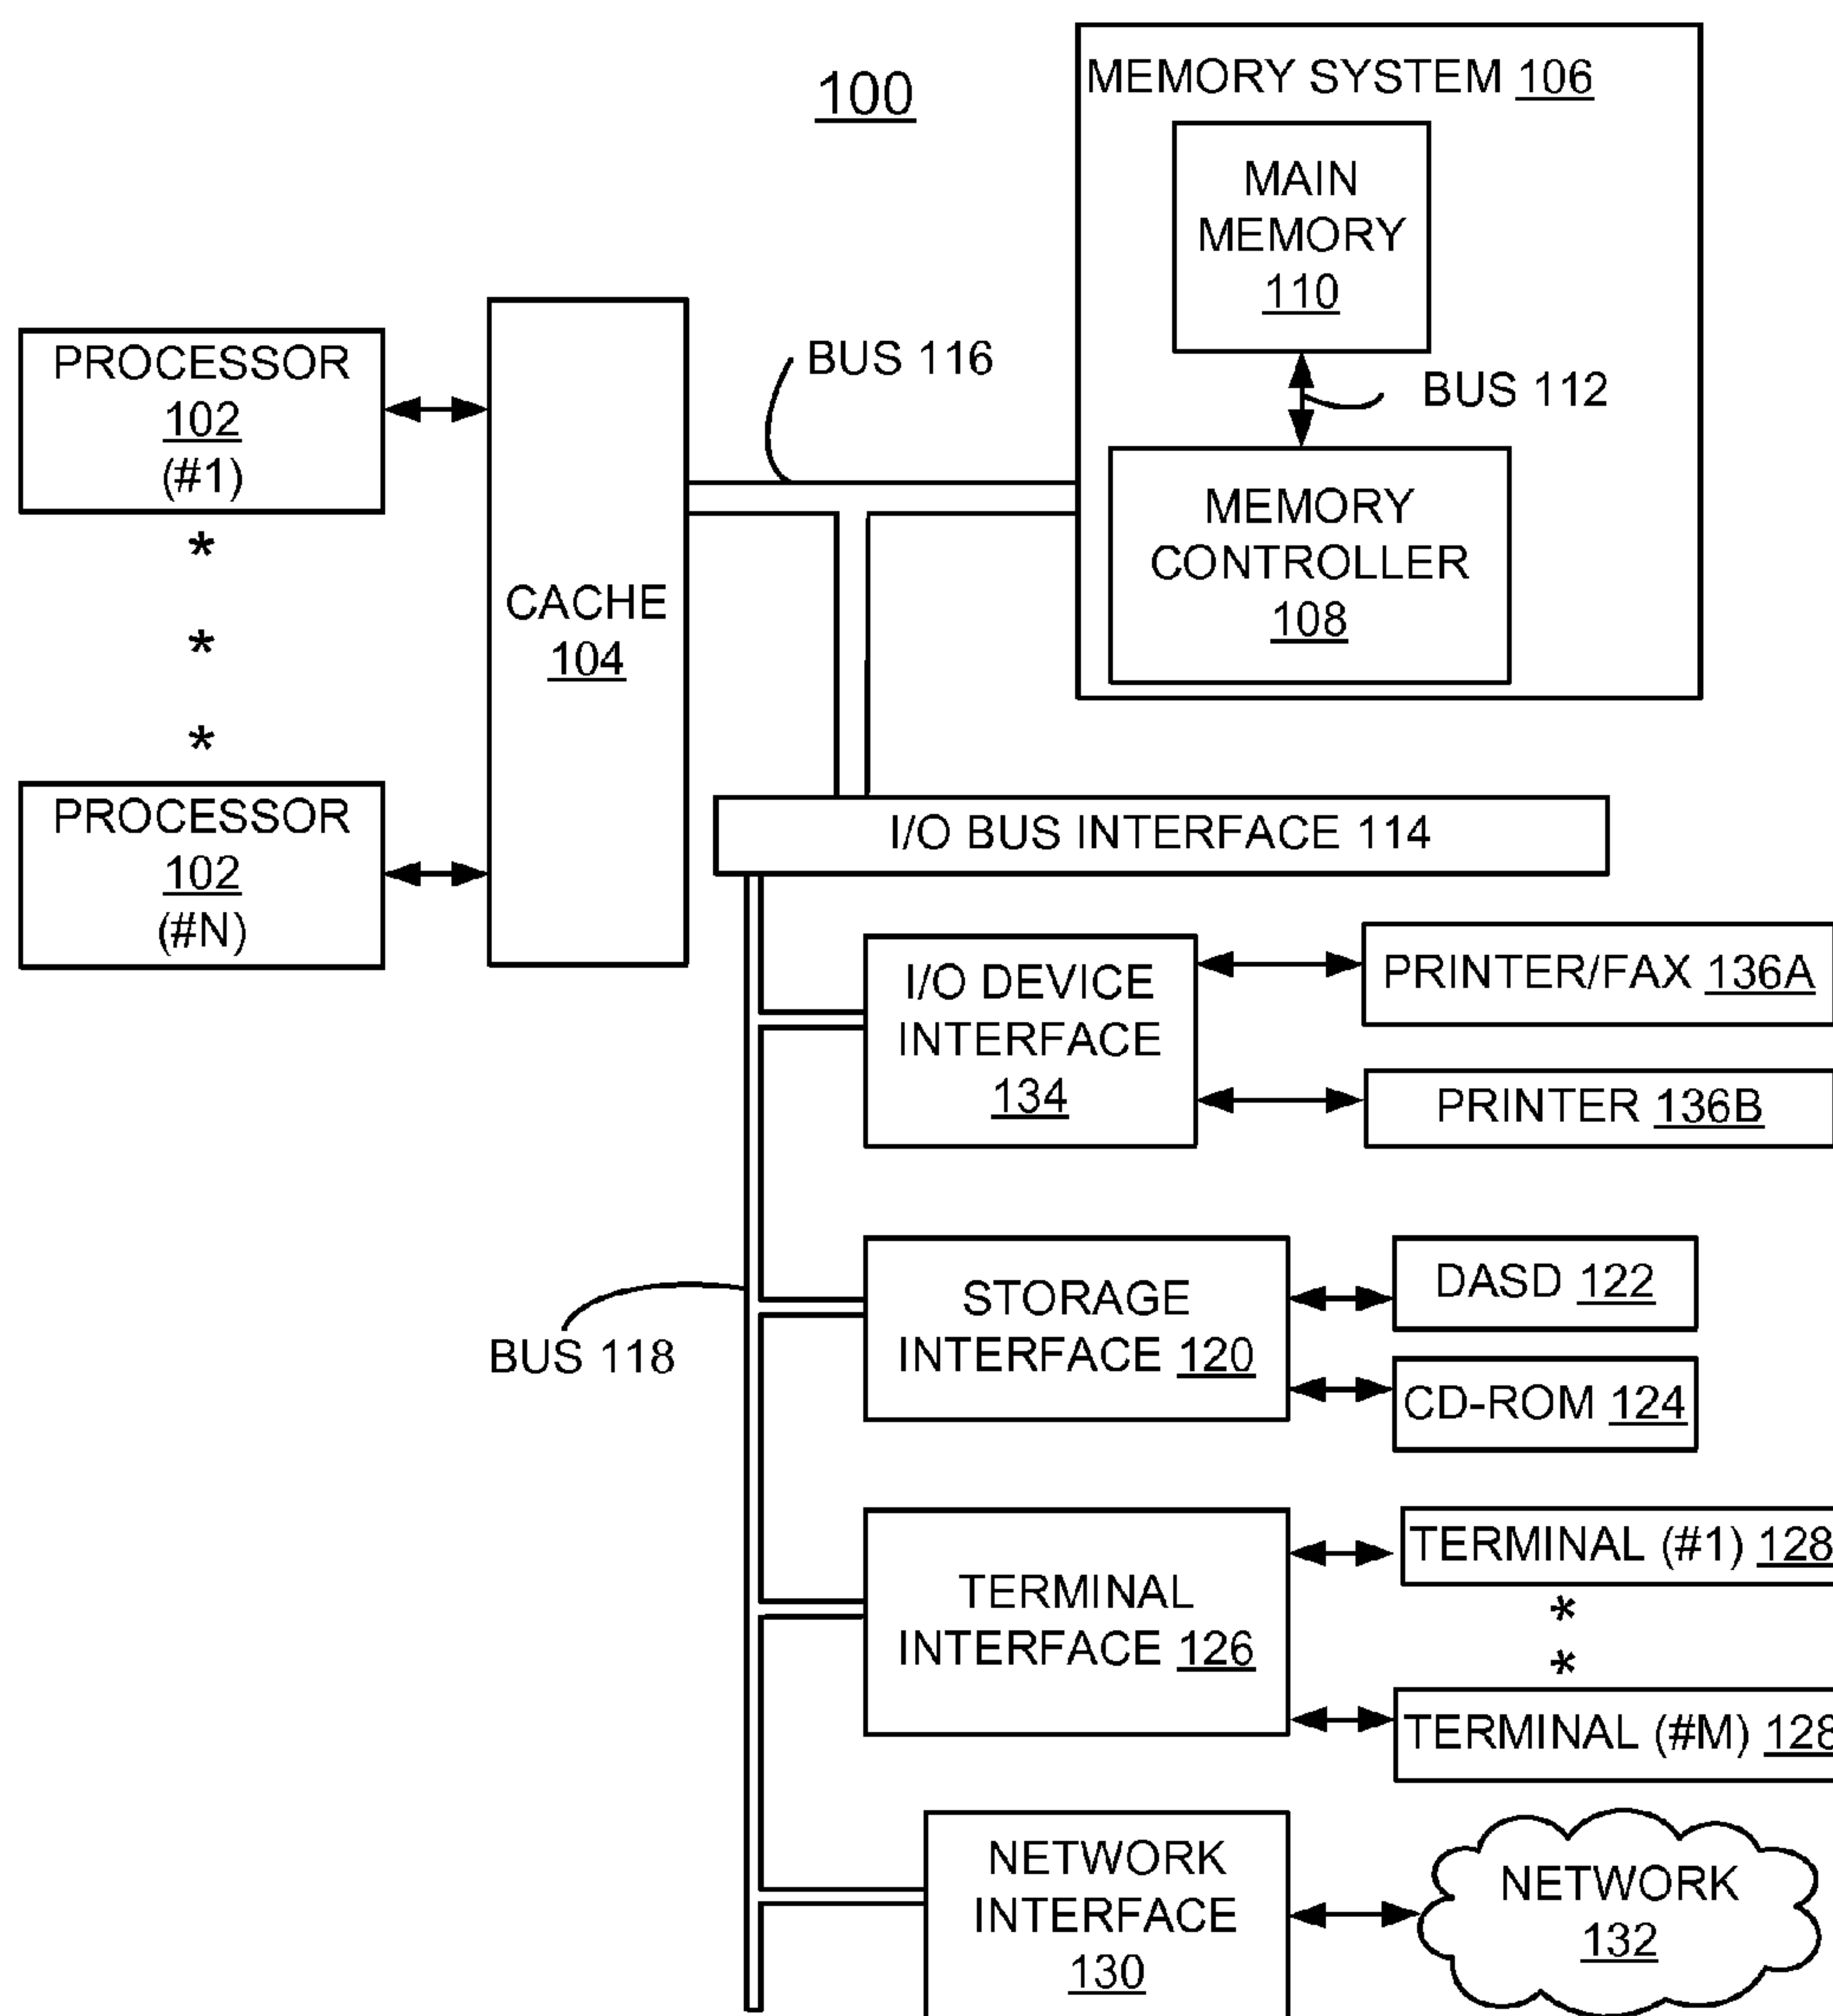 100
MEMORY SYSTEM 106
MAIN
MEMORY
110
BUS 112
MEMORY
CONTROLLER
108
PROCESSOR
102
(#1)
*
*
*
PROCESSOR
102
(#N)
CACHE
104
BUS 116
I/O BUS INTERFACE 114
I/O DEVICE
INTERFACE
134
PRINTER/FAX 136A
PRINTER 136B
BUS 118
STORAGE
INTERFACE 120
DASD 122
CD-ROM 124
TERMINAL
INTERFACE 126
TERMINAL (#1) 128
*
*
TERMINAL (#M) 128
NETWORK
INTERFACE
130
NETWORK
132